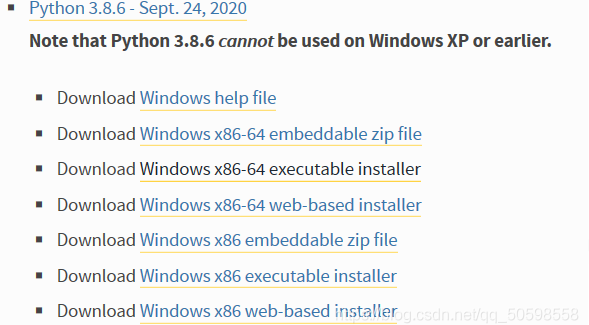 Python 3.8.6 - Sept. 24, 2020
Note that Python 3.8.6 cannot be used on Windows XP or earlier.
Download Windows help file
Download Windows x86-64 embeddable zip file
Download Windows x86-64 executable installer
Download Windows x86-64 web-based installer
Download Windows x86 embeddable zip file
Download Windows x86 executable installer
Download Windows x86 web-based installer
https://blog.csdn.net/qq_50598558